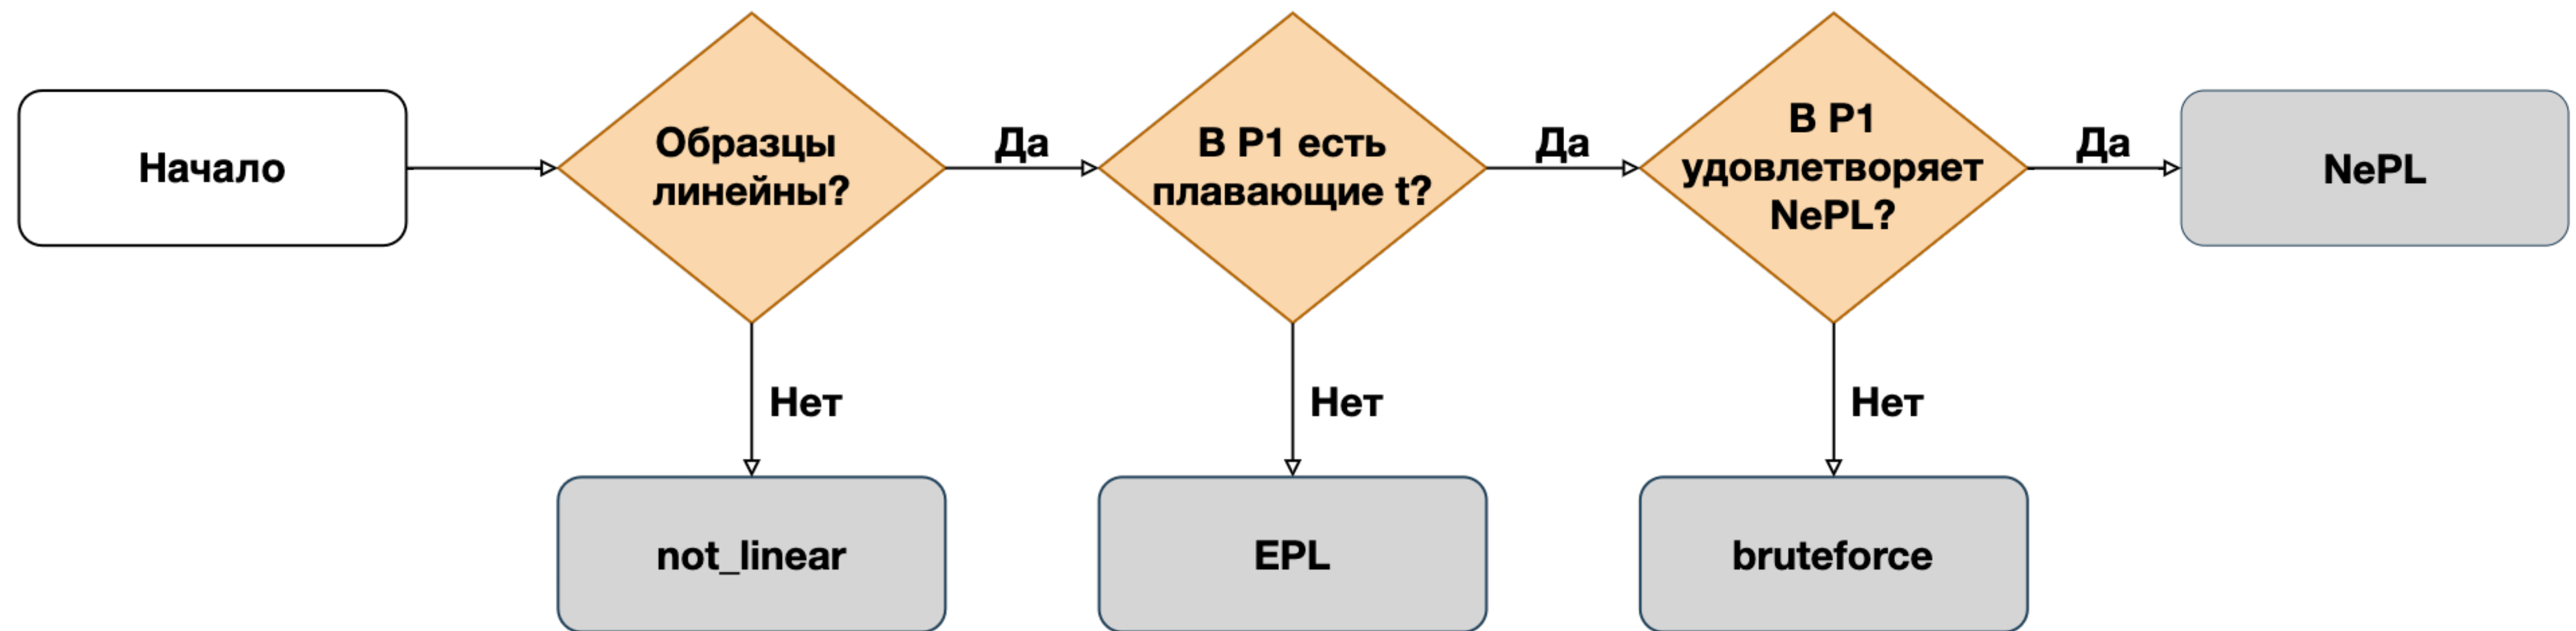 Начало
Образцы
линейны?
Да
В P1 есть
плавающие t?
Да
В P1
удовлетворяет
NePL?
Да
NePL
Нет
Нет
Нет
not_linear
EPL
bruteforce